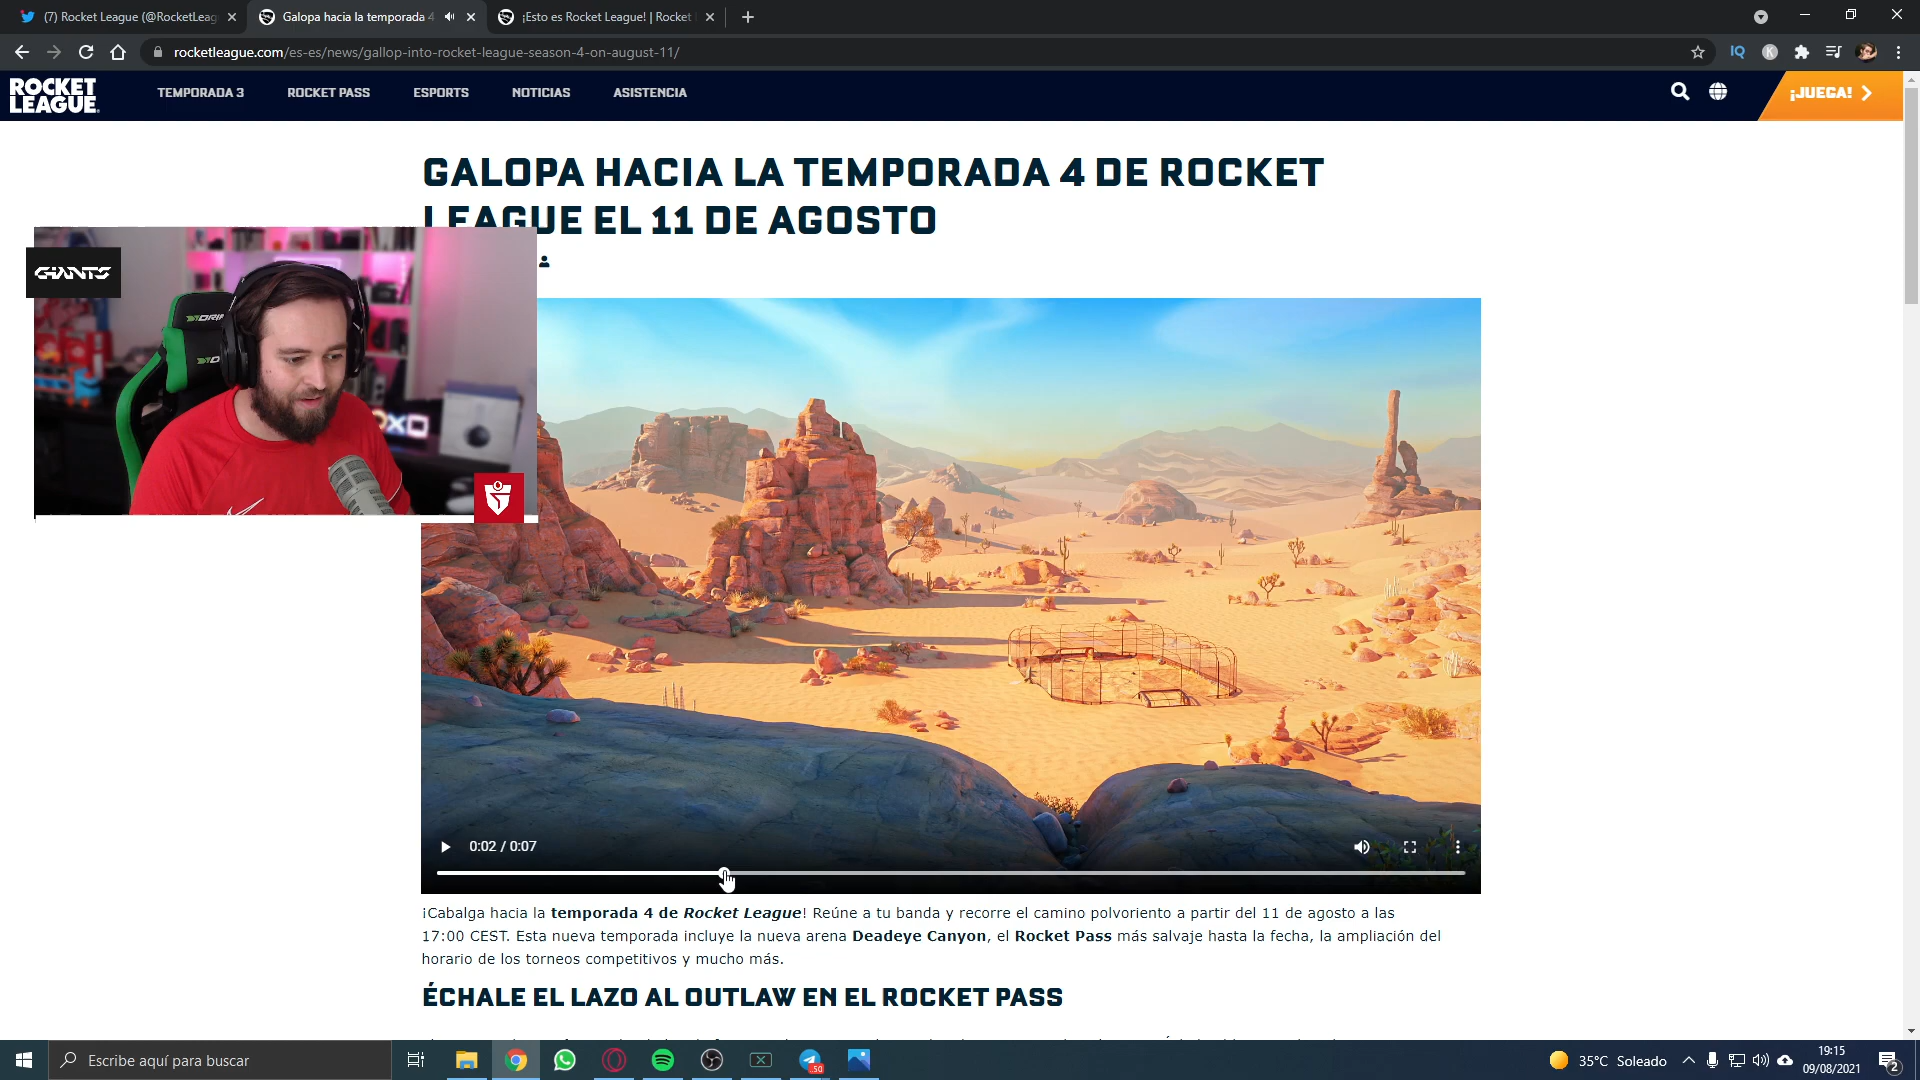 (7) Rocket League (@RocketLeag
Galopa hacia la temporada 4
¡Esto es Rocket League! | Rocket
rocketleague.com/es-es/news/gallop-into-rocket-league-season-4-on-august-11/
ROCKET
LEAGUE
TEMPORADA 3
ROCKET PASS
ESPORTS
NOTICIAS
ASISTENCIA
¡JUEGA!
GALOPA HACIA LA TEMPORADA 4 DE ROCKET
LEAGUE EL 11 DE AGOSTO
GIANTS
0:02 / 0:07
¡Cabalga hacia la temporada 4 de Rocket League! Reúne a tu banda y recorre el camino polvoriento a partir del 11 de agosto a las
17:00 CEST. Esta nueva temporada incluye la nueva arena Deadeye Canyon, el Rocket Pass más salvaje hasta la fecha, la ampliación del
horario de los torneos competitivos y mucho más.
ÉCHALE EL LAZO AL OUTLAW EN EL ROCKET PASS
Escribe aquí para buscar
50
35°C Soleado
19:15
09/08/2021
2